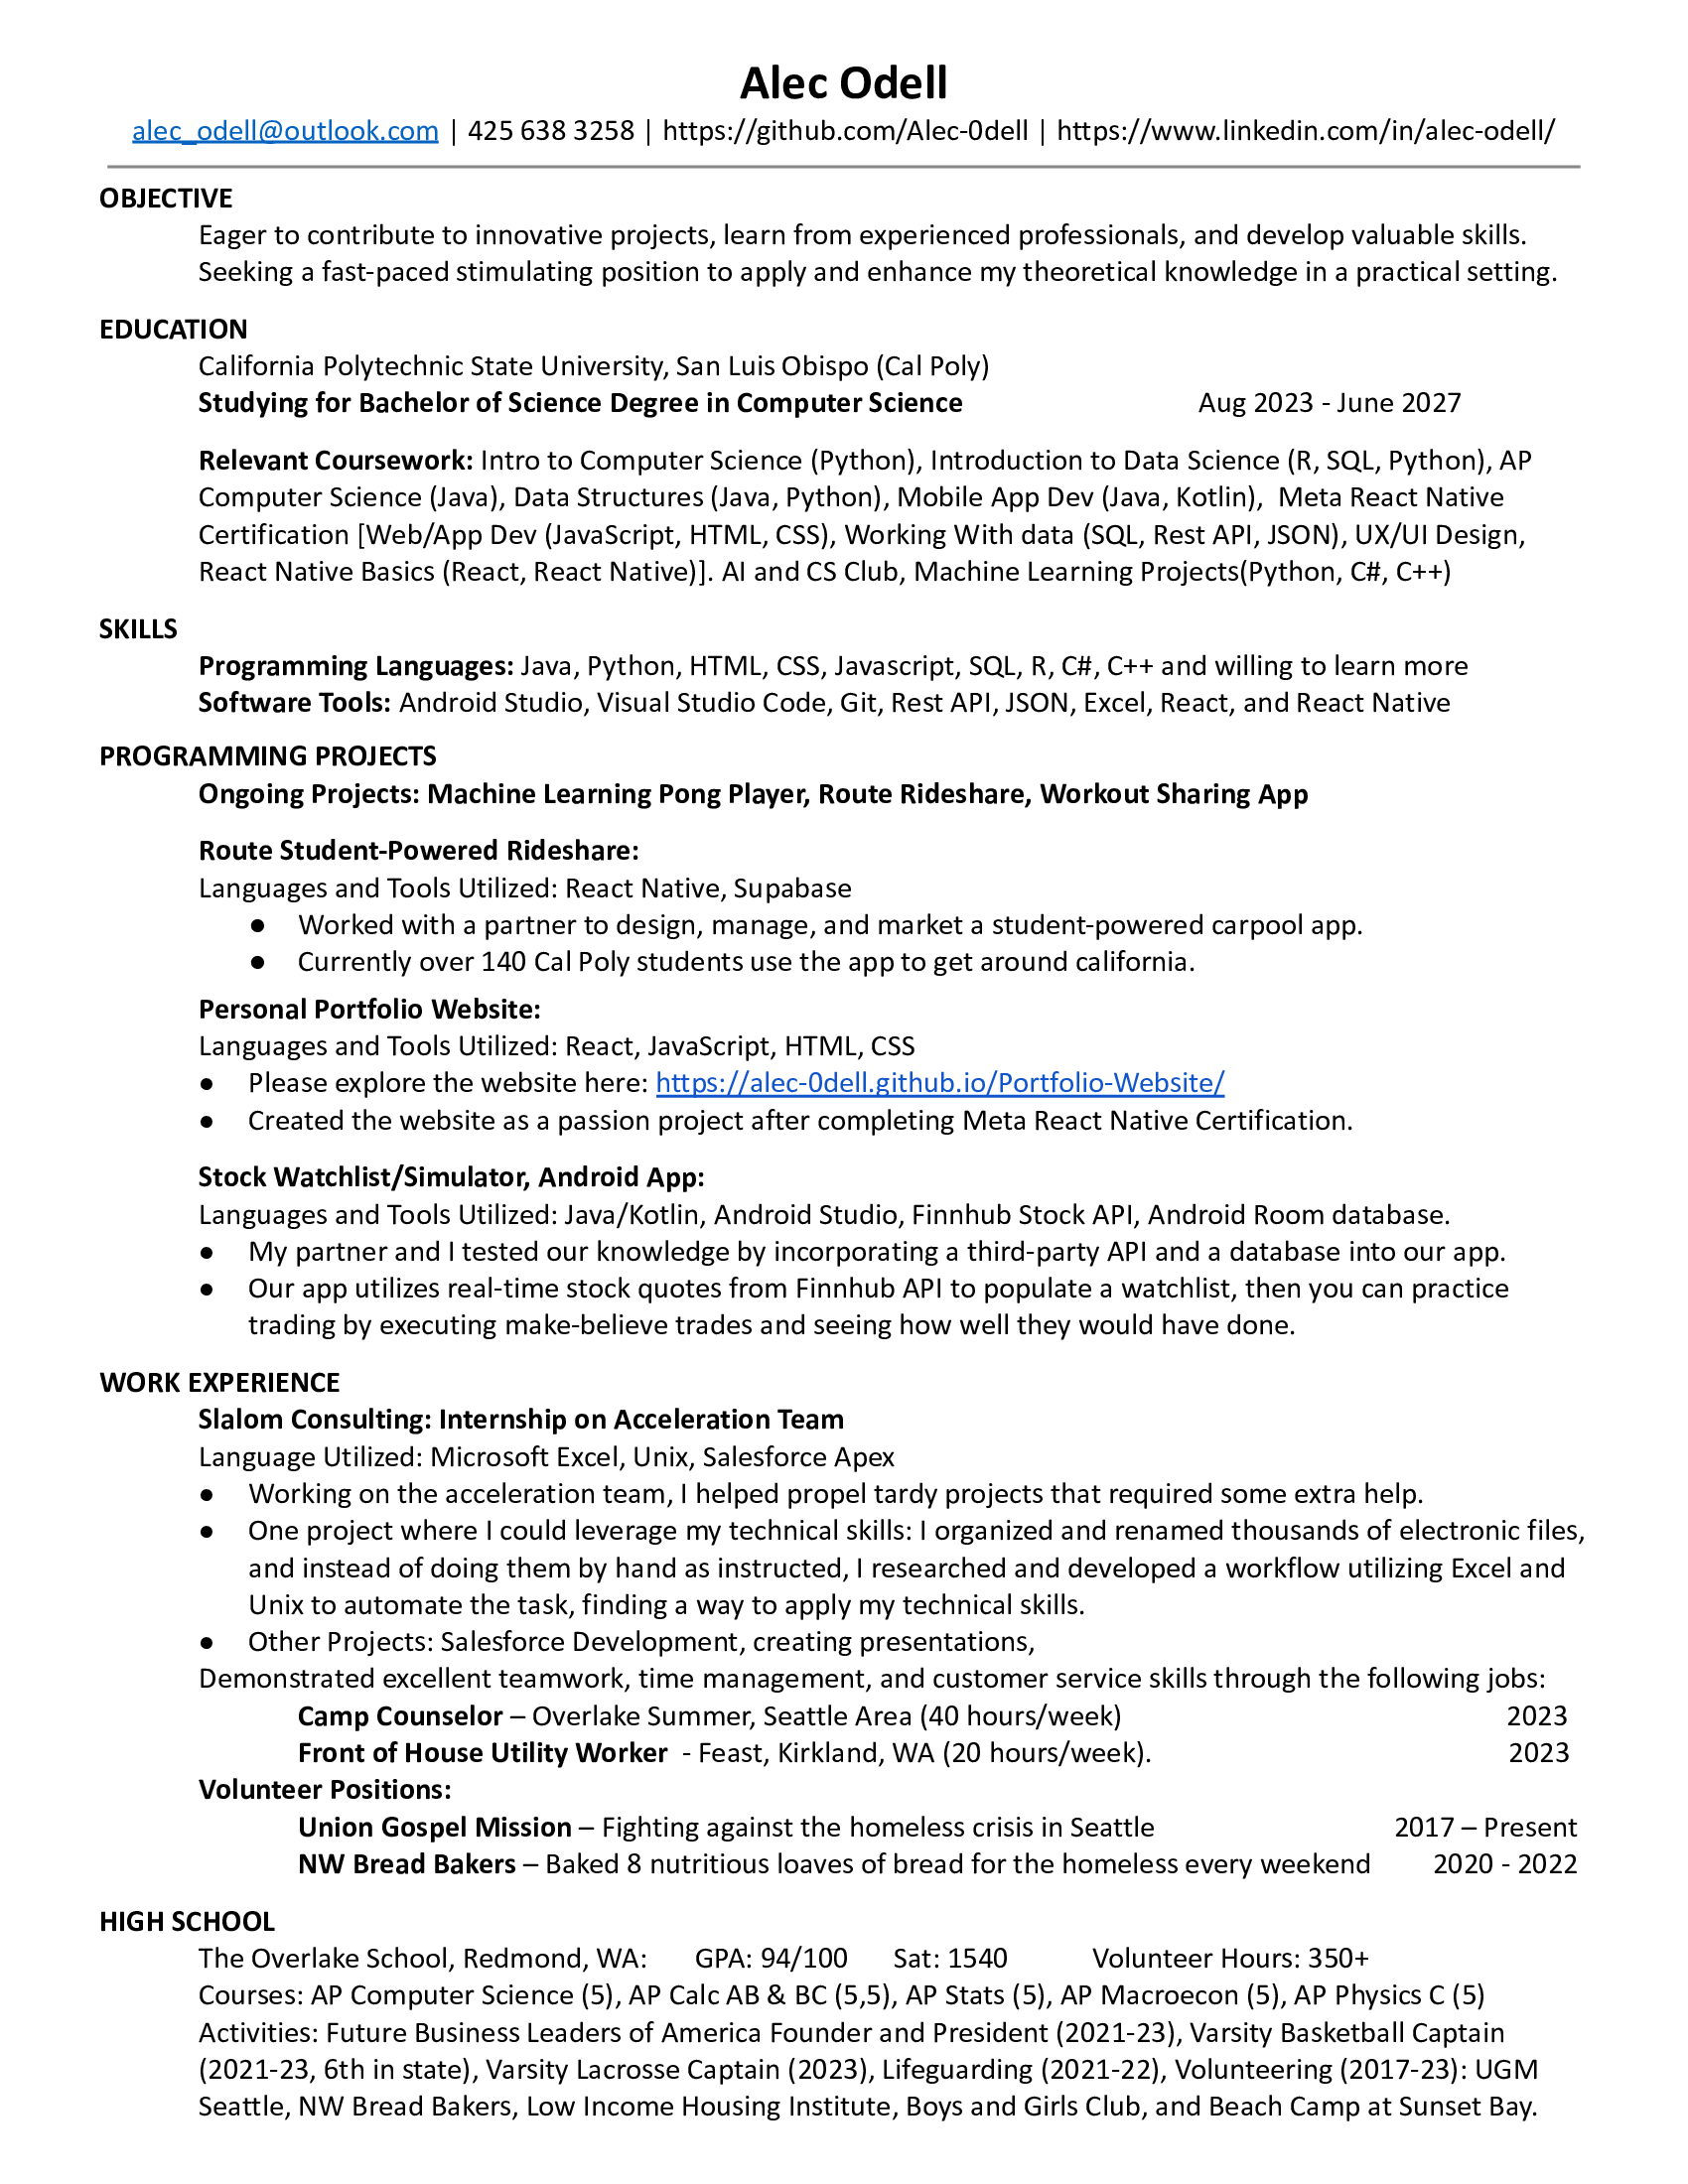 Alec Odell
alec_odell@outlook.com | 425 638 3258 | https://github.com/Alec-0dell | https://www.linkedin.com/in/alec-odell/
OBJECTIVE
Eager to contribute to innovative projects, learn from experienced professionals, and develop valuable skills.
Seeking a fast-paced stimulating position to apply and enhance my theoretical knowledge in a practical setting.
EDUCATION
California Polytechnic State University, San Luis Obispo (Cal Poly)
Studying for Bachelor of Science Degree in Computer Science Aug 2023 - June 2027
Relevant Coursework: Intro to Computer Science (Python), Introduction to Data Science (R, SQL, Python), AP
Computer Science (Java), Data Structures (Java, Python), Mobile App Dev (Java, Kotlin), Meta React Native
Certification [Web/App Dev (JavaScript, HTML, CSS), Working With data (SQL, Rest API, JSON), UX/UI Design,
React Native Basics (React, React Native)]. AI and CS Club, Machine Learning Projects(Python, C#, C++)
SKILLS
Programming Languages: Java, Python, HTML, CSS, Javascript, SQL, R, C#, C++ and willing to learn more
Software Tools: Android Studio, Visual Studio Code, Git, Rest API, JSON, Excel, React, and React Native
PROGRAMMING PROJECTS
Ongoing Projects: Machine Learning Pong Player, Route Rideshare, Workout Sharing App
Route Student-Powered Rideshare:
Languages and Tools Utilized: React Native, Supabase
● Worked with a partner to design, manage, and market a student-powered carpool app.
● Currently over 140 Cal Poly students use the app to get around california.
Personal Portfolio Website:
Languages and Tools Utilized: React, JavaScript, HTML, CSS
● Please explore the website here: https://alec-0dell.github.io/Portfolio-Website/
● Created the website as a passion project after completing Meta React Native Certification.
Stock Watchlist/Simulator, Android App:
Languages and Tools Utilized: Java/Kotlin, Android Studio, Finnhub Stock API, Android Room database.
● My partner and I tested our knowledge by incorporating a third-party API and a database into our app.
● Our app utilizes real-time stock quotes from Finnhub API to populate a watchlist, then you can practice
trading by executing make-believe trades and seeing how well they would have done.
WORK EXPERIENCE
Slalom Consulting: Internship on Acceleration Team
Language Utilized: Microsoft Excel, Unix, Salesforce Apex
● Working on the acceleration team, I helped propel tardy projects that required some extra help.
● One project where I could leverage my technical skills: I organized and renamed thousands of electronic files,
and instead of doing them by hand as instructed, I researched and developed a workflow utilizing Excel and
Unix to automate the task, finding a way to apply my technical skills.
● Other Projects: Salesforce Development, creating presentations,
Demonstrated excellent teamwork, time management, and customer service skills through the following jobs:
Camp Counselor – Overlake Summer, Seattle Area (40 hours/week) 2023
Front of House Utility Worker - Feast, Kirkland, WA (20 hours/week). 2023
Volunteer Positions:
Union Gospel Mission – Fighting against the homeless crisis in Seattle 2017 – Present
NW Bread Bakers – Baked 8 nutritious loaves of bread for the homeless every weekend 2020 - 2022
HIGH SCHOOL
The Overlake School, Redmond, WA: GPA: 94/100 Sat: 1540 Volunteer Hours: 350+
Courses: AP Computer Science (5), AP Calc AB & BC (5,5), AP Stats (5), AP Macroecon (5), AP Physics C (5)
Activities: Future Business Leaders of America Founder and President (2021-23), Varsity Basketball Captain
(2021-23, 6th in state), Varsity Lacrosse Captain (2023), Lifeguarding (2021-22), Volunteering (2017-23): UGM
Seattle, NW Bread Bakers, Low Income Housing Institute, Boys and Girls Club, and Beach Camp at Sunset Bay.